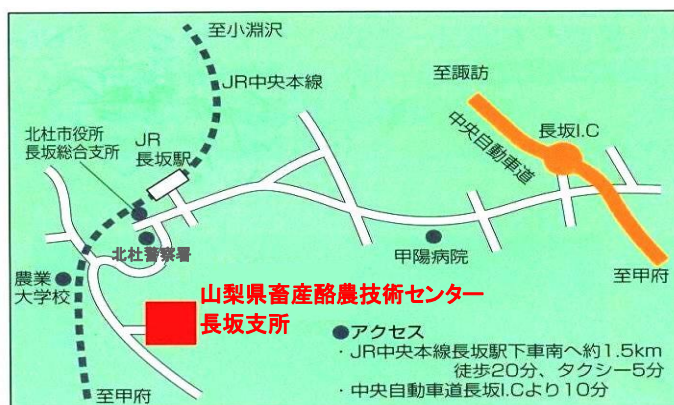 至小淵沢
JR中央本線
至諏訪
中央自動車道
長坂I.C
北杜市役所
長坂総合支所
JR
長坂駅
北杜警察署
甲陽病院
至甲府
農業
大学校
山梨県畜産酪農技術センター
長坂支所
至甲府
●アクセス
・JR中央本線長坂駅下車南へ約1.5km
徒歩20分、タクシー5分
・中央自動車道長坂I.Cより10分